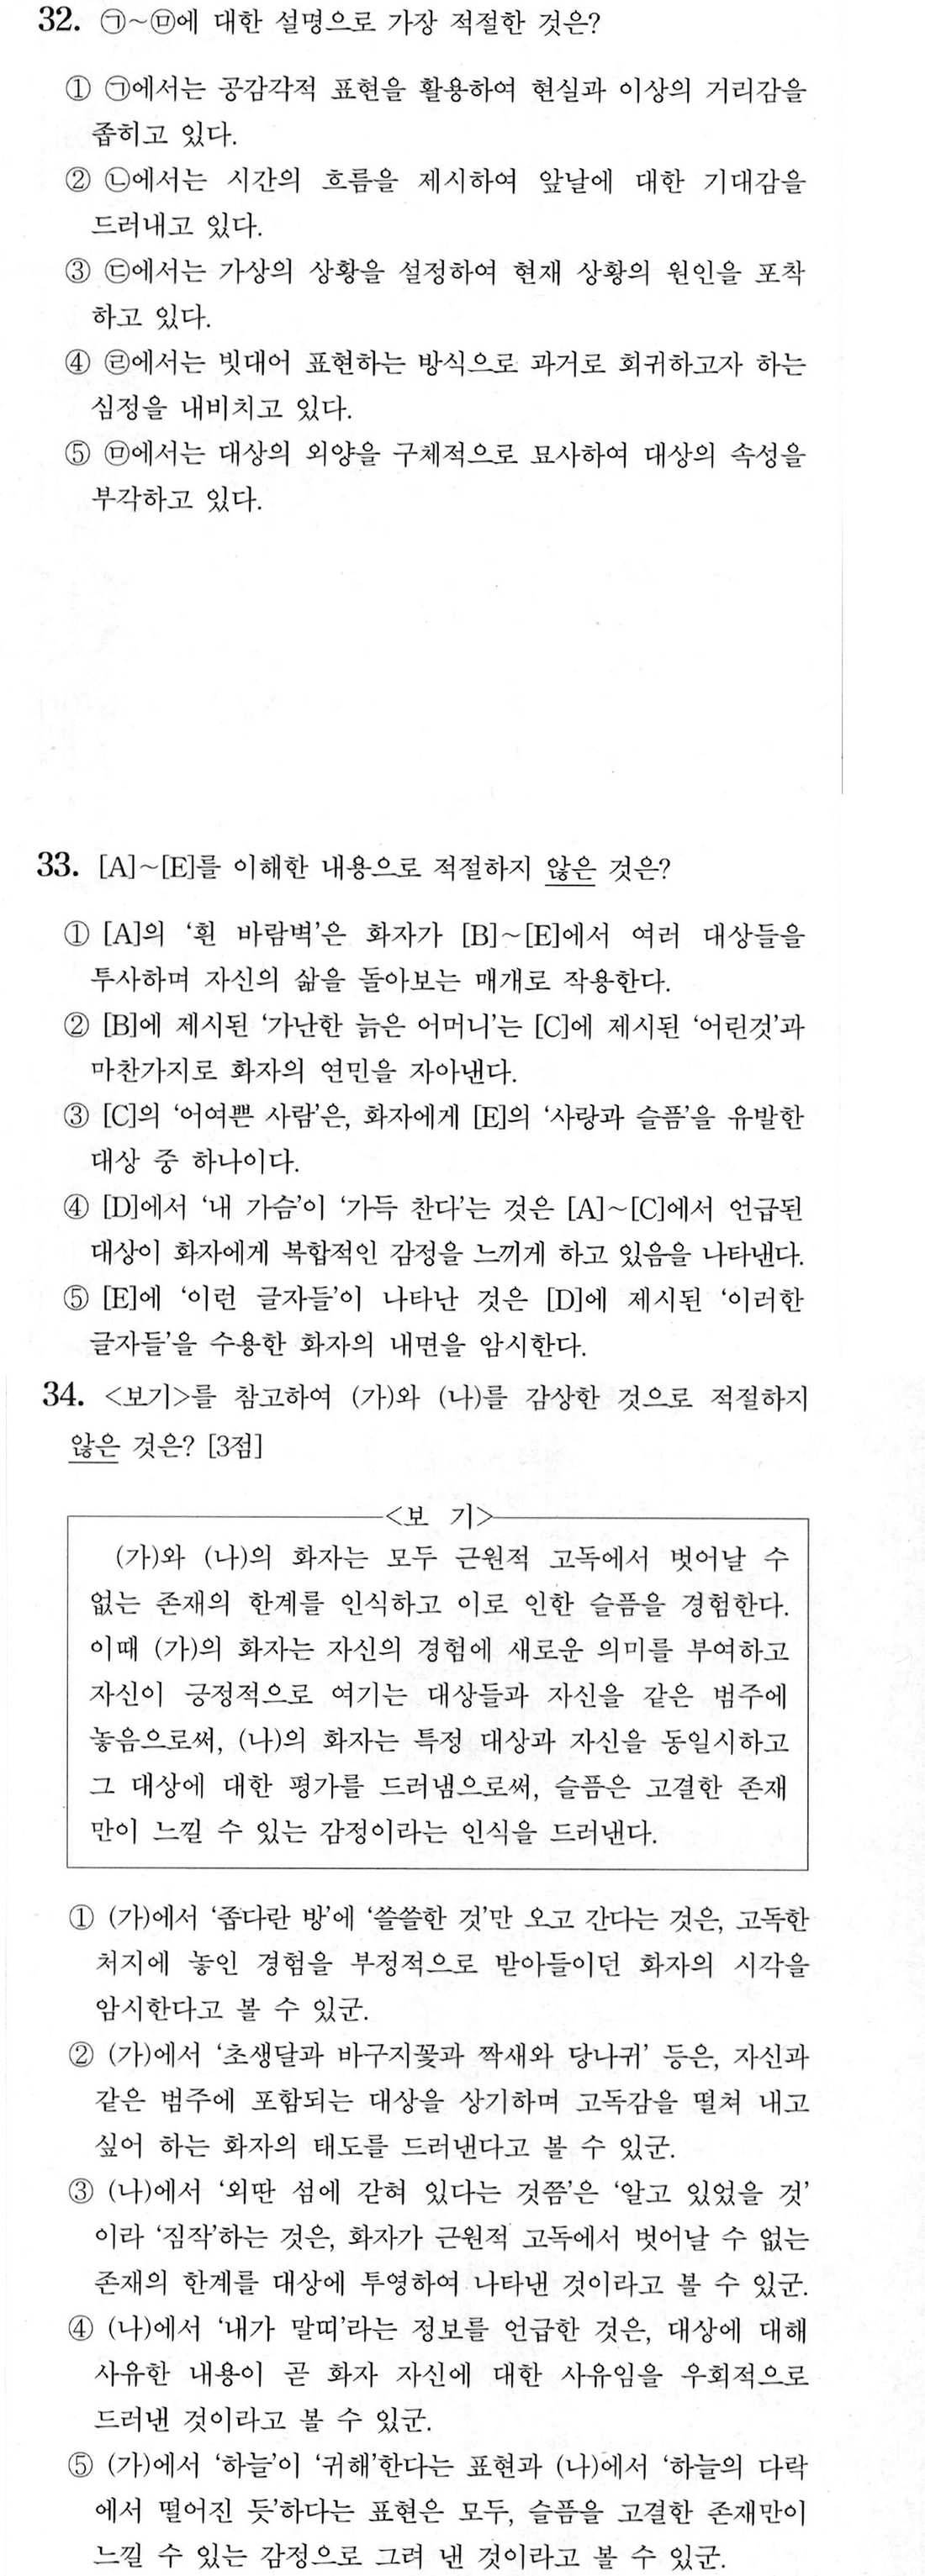 32. ㉠~㉤에 대한 설명으로 가장 적절한 것은?
① ㉠에서는 공감각적 표현을 활용하여 현실과 이상의 거리감을
좁히고 있다.
② ㉡에서는 시간의 흐름을 제시하여 앞날에 대한 기대감을
드러내고 있다.
③ ㉢에서는 가상의 상황을 설정하여 현재 상황의 원인을 포착
하고 있다.
④ ㉣에서는 빗대어 표현하는 방식으로 과거로 회귀하고자 하는
심정을 내비치고 있다.
⑤ ㉤에서는 대상의 외양을 구체적으로 묘사하여 대상의 속성을
부각하고 있다.
33. [A]~[E]를 이해한 내용으로 적절하지 않은 것은?
① [A]의 ‘흰 바람벽’은 화자가 [B]~[E]에서 여러 대상들을
투사하며 자신의 삶을 돌아보는 매개로 작용한다.
② [B]에 제시된 ‘가난한 늙은 어머니’는 [C]에 제시된 ‘어린것’과
마찬가지로 화자의 연민을 자아낸다.
③ [C]의 ‘어여쁜 사람’은, 화자에게 [E]의 ‘사랑과 슬픔’을 유발한
대상 중 하나이다.
④ [D]에서 ‘내 가슴’이 ‘가득 찬다’는 것은 [A]~[C]에서 언급된
대상이 화자에게 복합적인 감정을 느끼게 하고 있음을 나타낸다.
⑤ [E]에 ‘이런 글자들’이 나타난 것은 [D]에 제시된 ‘이러한
글자들’을 수용한 화자의 내면을 암시한다.
34. <보기>를 참고하여 (가)와 (나)를 감상한 것으로 적절하지
않은 것은? [3점]
<보 기>
(가)와 (나)의 화자는 모두 근원적 고독에서 벗어날 수
없는 존재의 한계를 인식하고 이로 인한 슬픔을 경험한다.
이때 (가)의 화자는 자신의 경험에 새로운 의미를 부여하고
자신이 긍정적으로 여기는 대상들과 자신을 같은 범주에
놓음으로써, (나)의 화자는 특정 대상과 자신을 동일시하고
그 대상에 대한 평가를 드러냄으로써, 슬픔은 고결한 존재
만이 느낄 수 있는 감정이라는 인식을 드러낸다.
① (가)에서 ‘좁다란 방’에 ‘쓸쓸한 것’만 오고 간다는 것은, 고독한
처지에 놓인 경험을 부정적으로 받아들이던 화자의 시각을
암시한다고 볼 수 있군.
② (가)에서 ‘초생달과 바구지꽃과 짝새와 당나귀’ 등은, 자신과
같은 범주에 포함되는 대상을 상기하며 고독감을 떨쳐 내고
싶어 하는 화자의 태도를 드러낸다고 볼 수 있군.
③ (나)에서 ‘외딴 섬에 갇혀 있다는 것쯤’은 ‘알고 있었을 것’
이라 ‘짐작’하는 것은, 화자가 근원적 고독에서 벗어날 수 없는
존재의 한계를 대상에 투영하여 나타낸 것이라고 볼 수 있군.
④ (나)에서 ‘내가 말띠’라는 정보를 언급한 것은, 대상에 대해
사유한 내용이 곧 화자 자신에 대한 사유임을 우회적으로
드러낸 것이라고 볼 수 있군.
⑤ (가)에서 ‘하늘’이 ‘귀해’한다는 표현과 (나)에서 ‘하늘의 다락
에서 떨어진 듯’하다는 표현은 모두, 슬픔을 고결한 존재만이
느낄 수 있는 감정으로 그려 낸 것이라고 볼 수 있군.